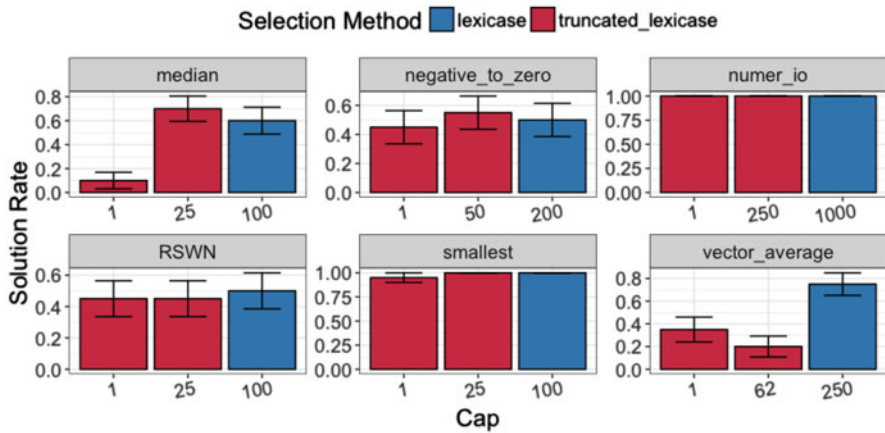 Selection Method lexicase truncated_lexicase
median negative_to_zero numer_io
0.8 0.6 0.4 0.2 0.0
0.6 0.4 0.2 0.0
1.00 0.75 0.50 0.25 0.00
1 25 100
1 50 200
1 250 1000
Solution Rate
RSWN smallest vector_average
0.6 0.4 0.2 0.0
1.00 0.75 0.50 0.25 0.00
0.8 0.6 0.4 0.2 0.0
1 25 100
1 25 100
1 62 250
Cap